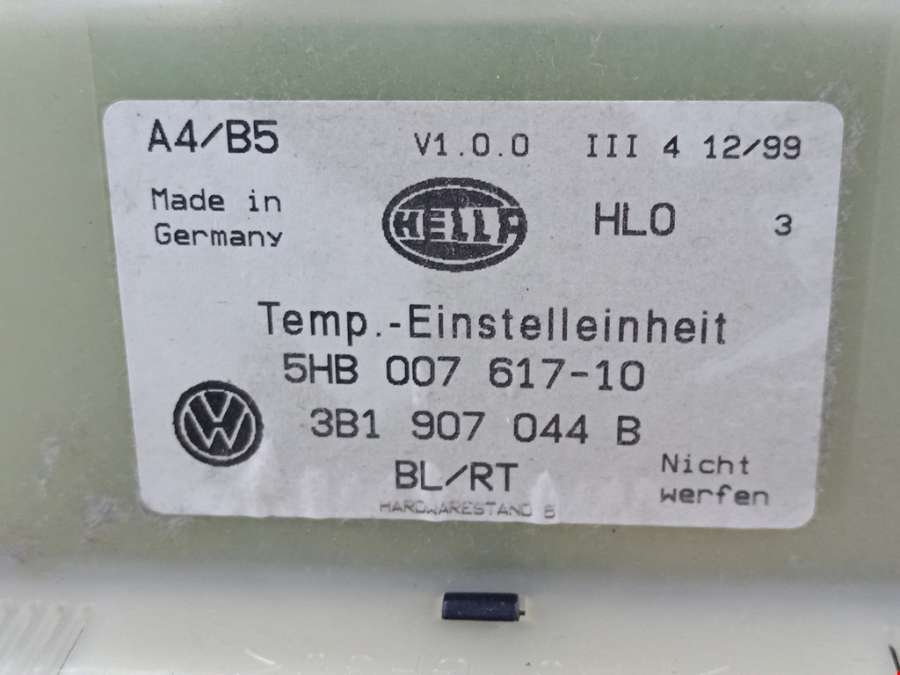 A4/B5 V1.0.0 III 4 12/99
Made in
Germany
HELLA
HLO 3
Temp.-Einstelleinheit
5HB 007 617-10
3B1 907 044 B
BL/RT
Nicht
werfen
HARDWARESTAND